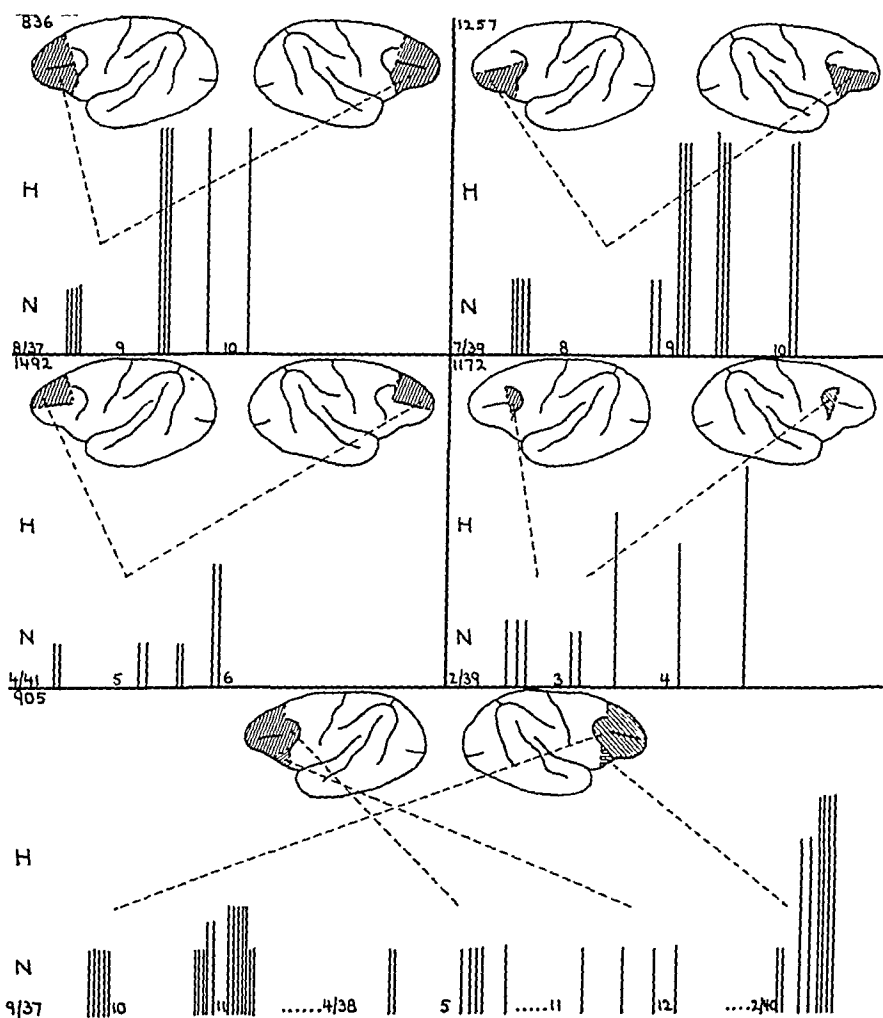 836
H
N
8/37 9 10
1257
H
N
7/39 8 9 10
1492
H
N
4/41 5 6
1172
H
N
2/39 3 4
905
H
N
9/37 10 11 ......4/38 5 .....11 12 ....2/40